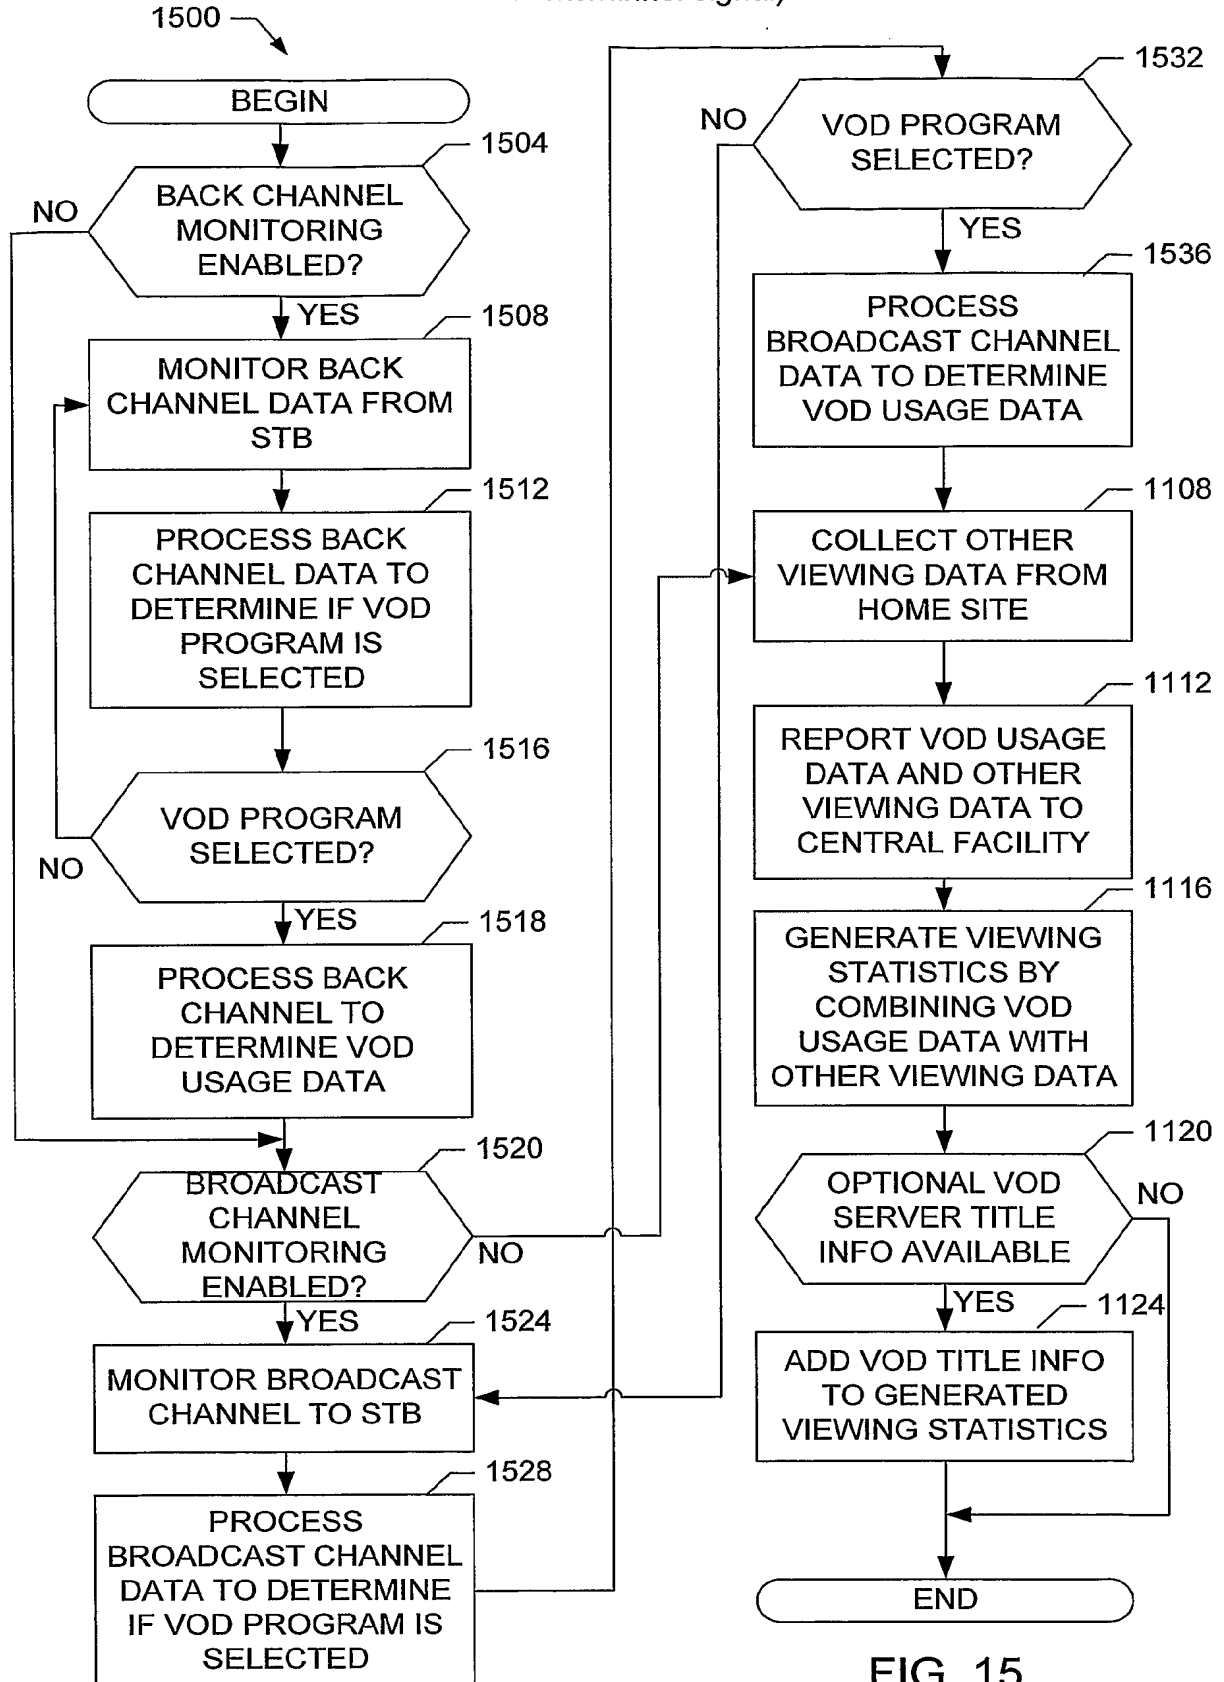 1500
BEGIN
1504
BACK CHANNEL
MONITORING
ENABLED?
NO
YES
1508
MONITOR BACK
CHANNEL DATA FROM
STB
1512
PROCESS BACK
CHANNEL DATA TO
DETERMINE IF VOD
PROGRAM IS
SELECTED
1516
VOD PROGRAM
SELECTED?
NO
YES
1518
PROCESS BACK
CHANNEL TO
DETERMINE VOD
USAGE DATA
1520
BROADCAST
CHANNEL
MONITORING
ENABLED?
NO
YES
1524
MONITOR BROADCAST
CHANNEL TO STB
1528
PROCESS
BROADCAST CHANNEL
DATA TO DETERMINE
IF VOD PROGRAM IS
SELECTED
1532
NO
VOD PROGRAM
SELECTED?
YES
1536
PROCESS
BROADCAST CHANNEL
DATA TO DETERMINE
VOD USAGE DATA
1108
COLLECT OTHER
VIEWING DATA FROM
HOME SITE
1112
REPORT VOD USAGE
DATA AND OTHER
VIEWING DATA TO
CENTRAL FACILITY
1116
GENERATE VIEWING
STATISTICS BY
COMBINING VOD
USAGE DATA WITH
OTHER VIEWING DATA
1120
OPTIONAL VOD
SERVER TITLE
INFO AVAILABLE
NO
YES
1124
ADD VOD TITLE INFO
TO GENERATED
VIEWING STATISTICS
END
FIG. 15